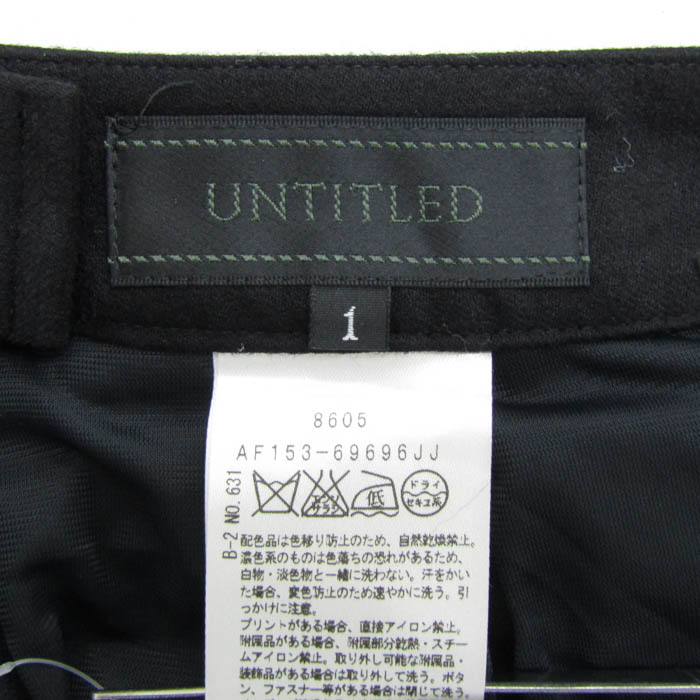 UNTITLED
1
8605
AF153-69696JJ
エンソ
サラシ
低
ドライ
セキユ系
B-2 NO.631
配色品は色移り防止のため、自然乾燥禁止。
濃色系のものは色落ちの恐れがあるため、
白物・淡色物と一緒に洗わない。汗をかい
た場合、変色防止のため速やかに洗う。引
っかけに注意。
プリントがある場合、直接アイロン禁止。
附属品がある場合、附属部分乾熱・スチー
ムアイロン禁止。取り外し可能な附属品・
装飾品がある場合は取り外して洗う。ボタ
ン、ファスナー等がある場合は閉じて洗う。